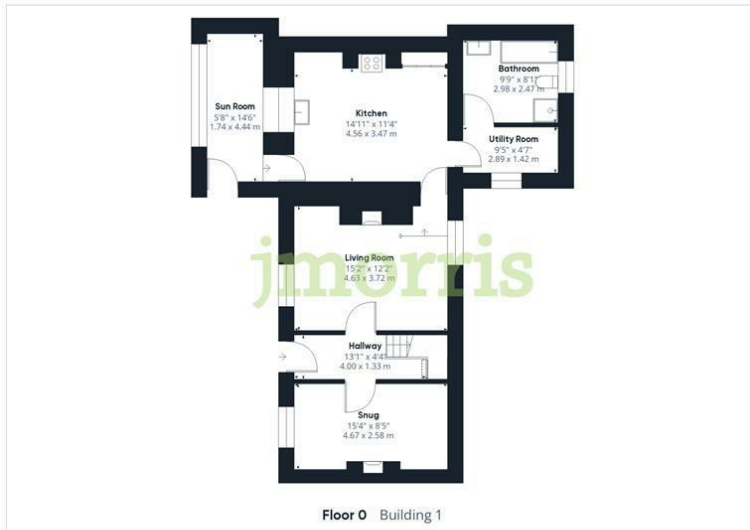 Sun Room
5'8" x 14'6"
1.74 x 4.44 m
Kitchen
14'11" x 11'4"
4.56 x 3.47 m
Bathroom
9'9" x 8'1"
2.98 x 2.47 m
Utility Room
9'5" x 4'7"
2.89 x 1.42 m
Living Room
15'2" x 12'2"
4.63 x 3.72 m
jmorris
Hallway
13'1" x 4'4"
4.00 x 1.33 m
Snug
15'4" x 8'5"
4.67 x 2.58 m
Floor 0 Building 1